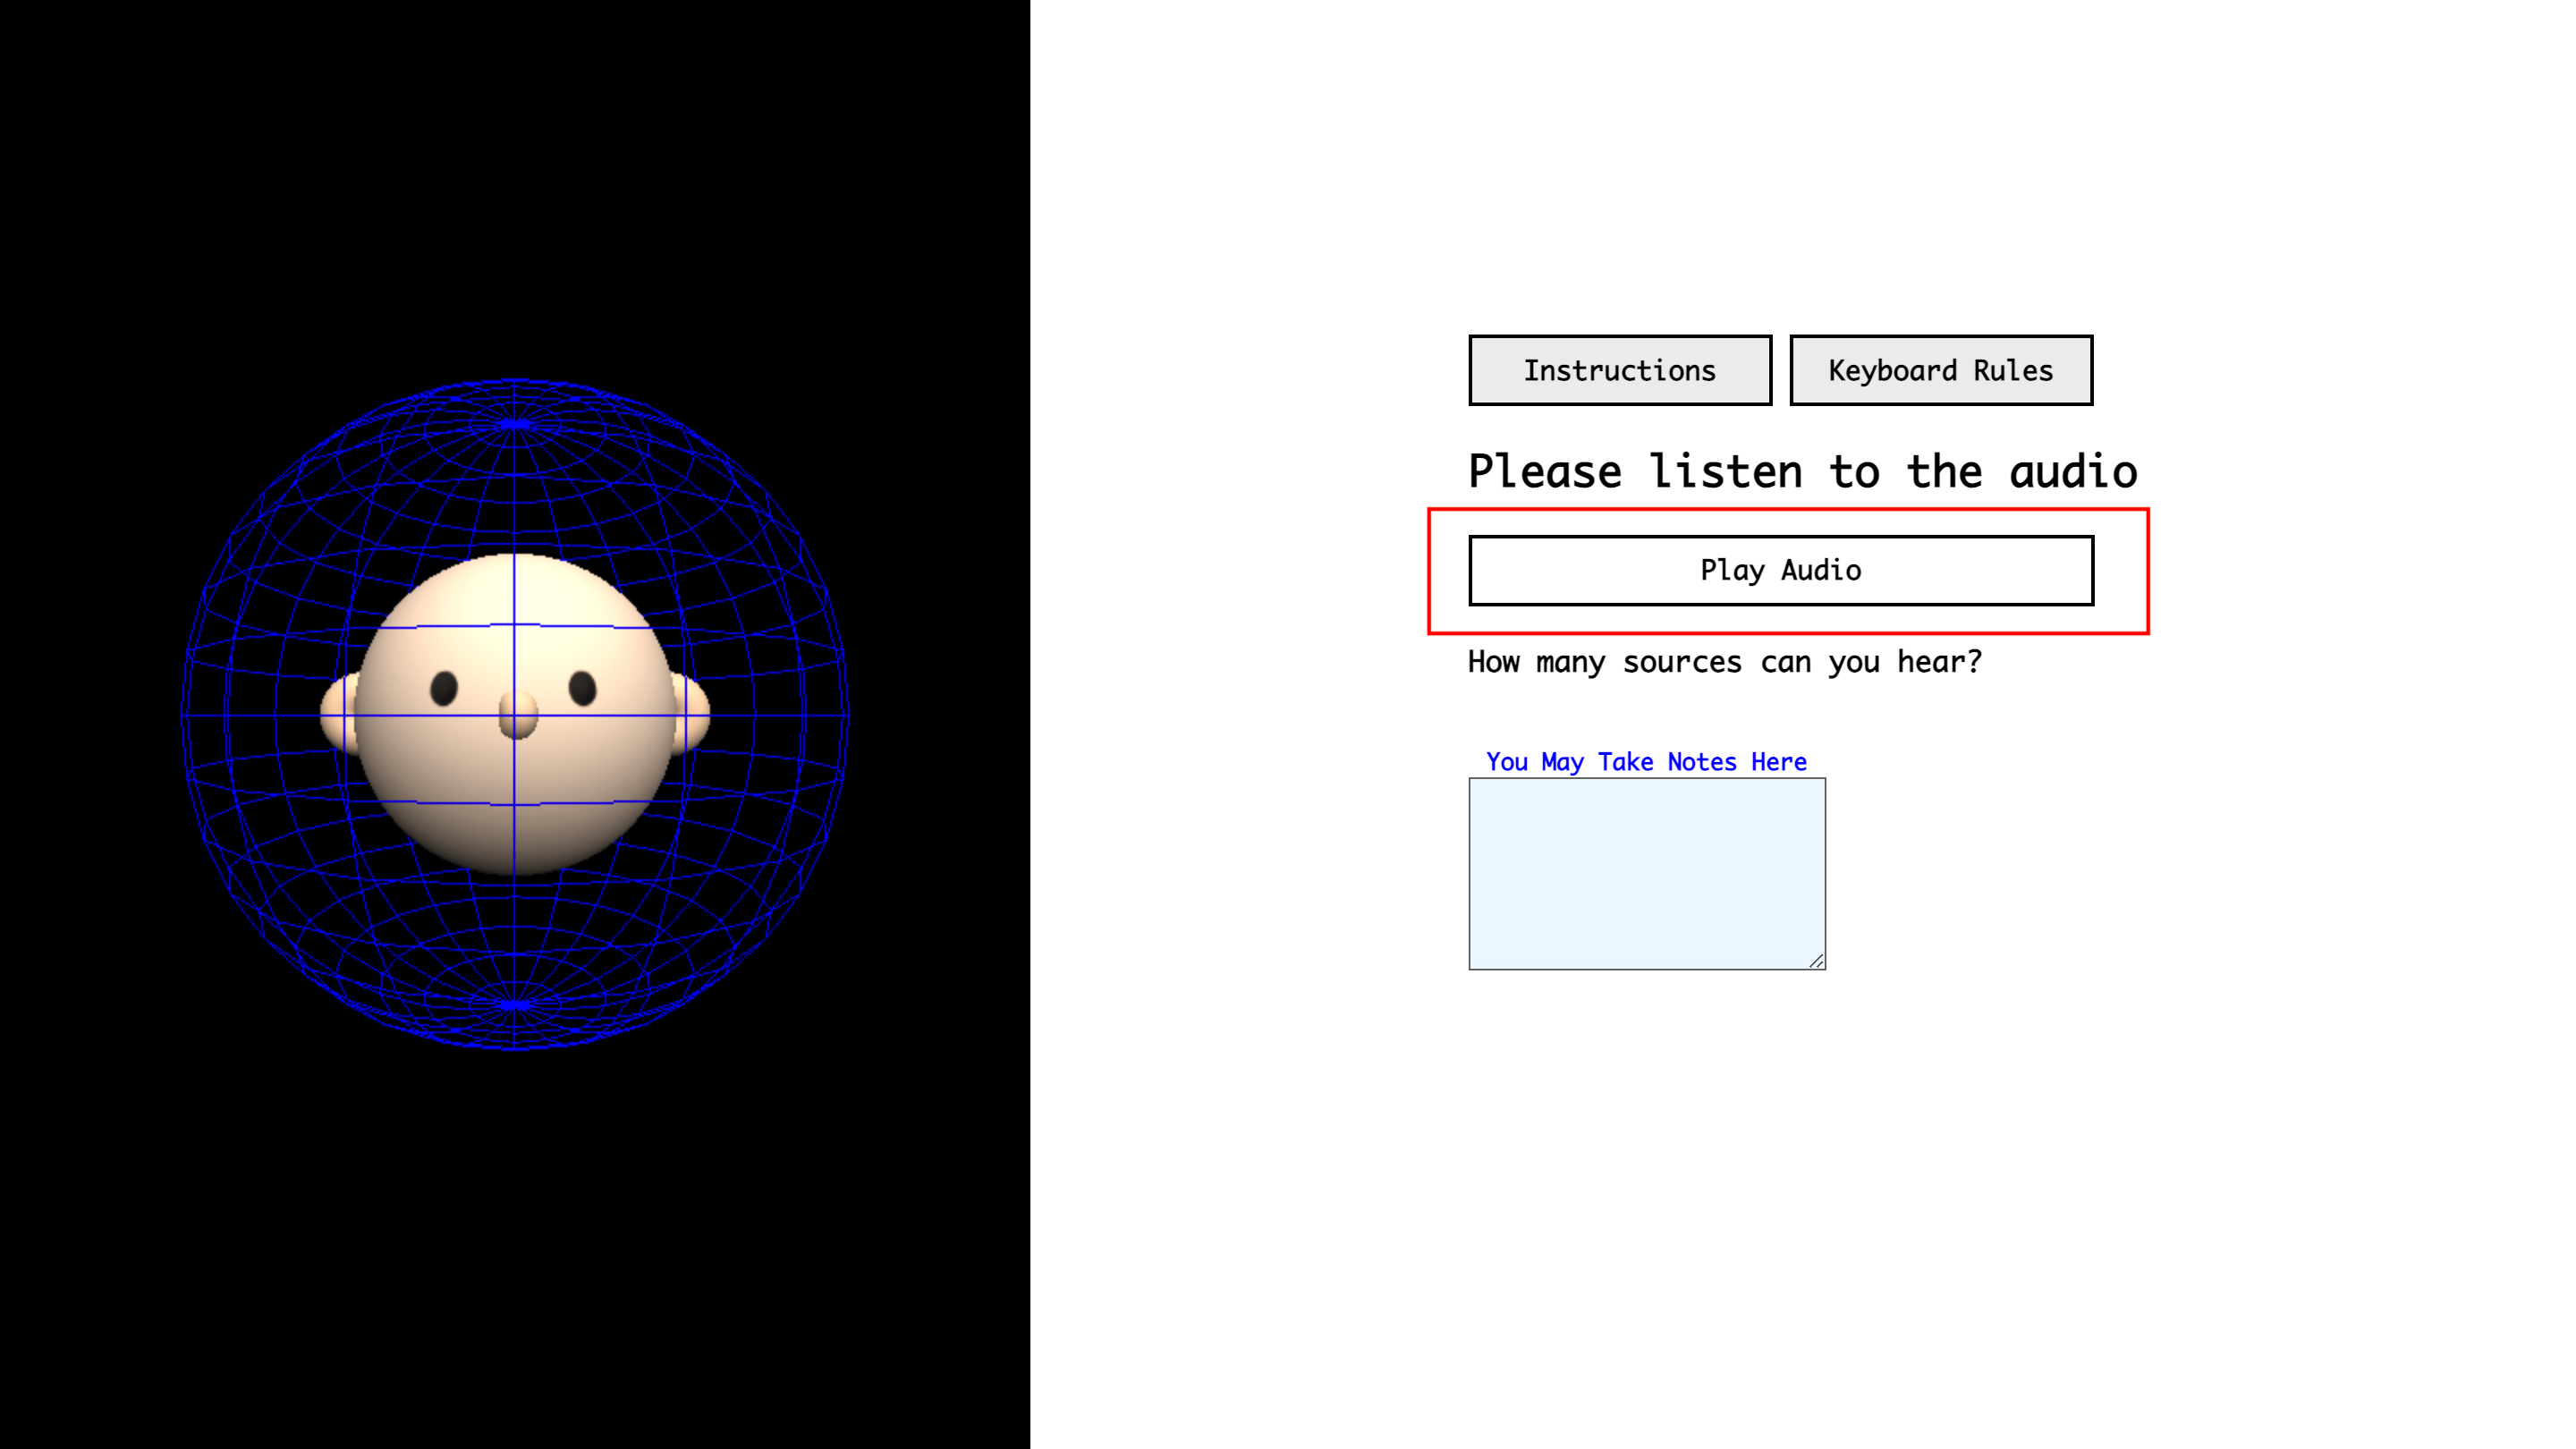 Instructions
Keyboard Rules
Please listen to the audio
Play Audio
How many sources can you hear?
You May Take Notes Here